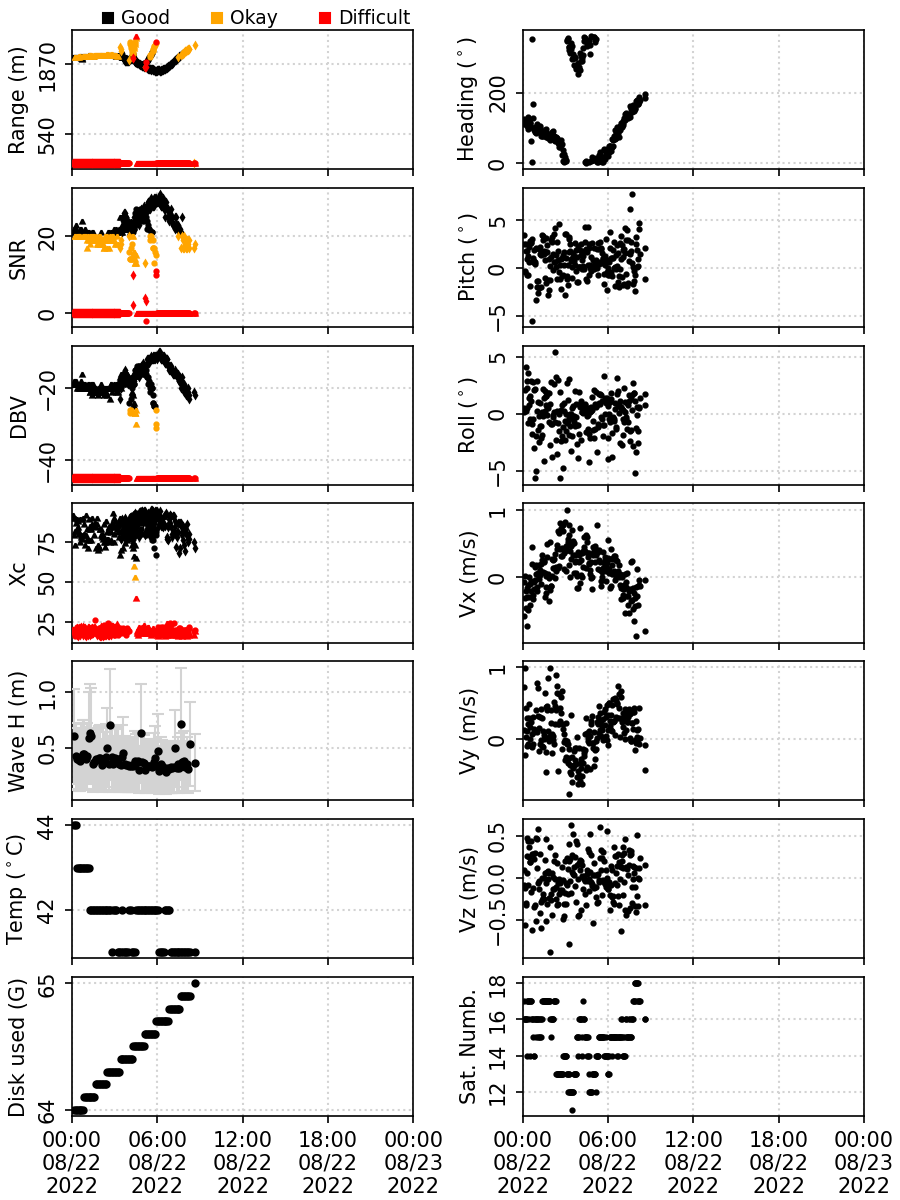 Good Okay Difficult
Range (m)
1870
540
Heading (°)
200
0
SNR
20
0
Pitch (°)
5
0
−5
DBV
−20
−40
Roll (°)
5
0
−5
Xc
75
50
25
Vx (m/s)
1
0
Wave H (m)
1.0
0.5
Vy (m/s)
1
0
Temp (°C)
44
42
Vz (m/s)
0.5
0.0
−0.5
Disk used (G)
65
64
Sat. Numb.
18
16
14
12
00:00 06:00 12:00 18:00 00:00
08/22 08/22 08/22 08/22 08/23
2022 2022 2022 2022 2022
00:00 06:00 12:00 18:00 00:00
08/22 08/22 08/22 08/22 08/23
2022 2022 2022 2022 2022